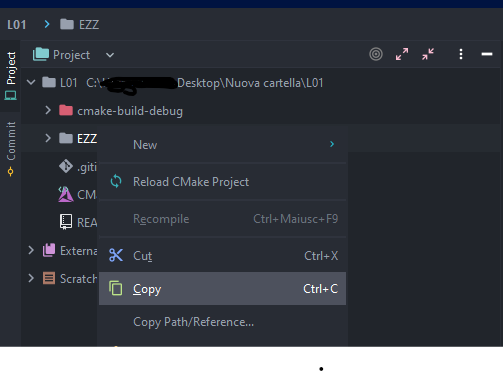 L01 > EZZ
Project
Project
Commit
L01 C:\ Desktop\Nuova cartella\L01
cmake-build-debug
EZZ
.giti
CM
REA
Externa
Scratch
New
Reload CMake Project
Recompile Ctrl+Maiusc+F9
Cut Ctrl+X
Copy Ctrl+C
Copy Path/Reference...